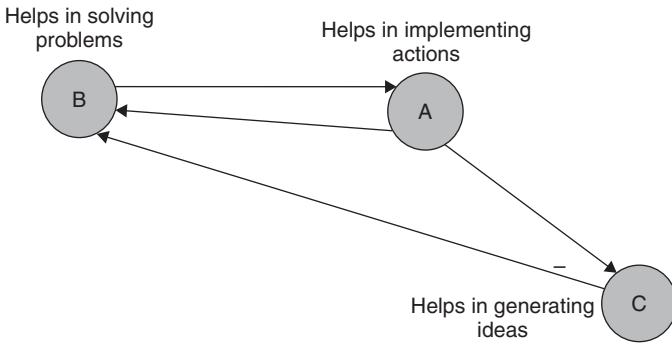 Helps in solving
problems
Helps in implementing
actions
B
A
–
C
Helps in generating
ideas